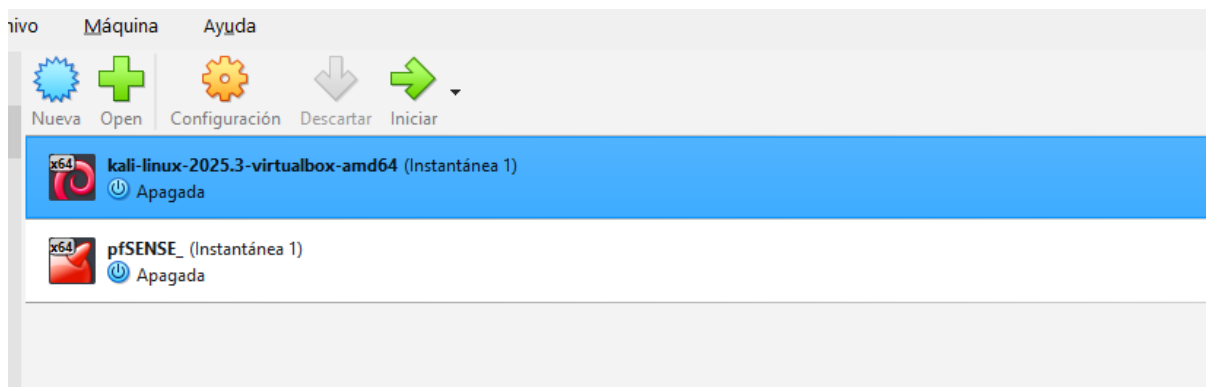 hivo Máquina Ayuda
Nueva Open Configuración Descartar Iniciar
x64 kali-linux-2025.3-virtualbox-amd64 (Instantánea 1)
Apagada
x64 pfSENSE_ (Instantánea 1)
Apagada